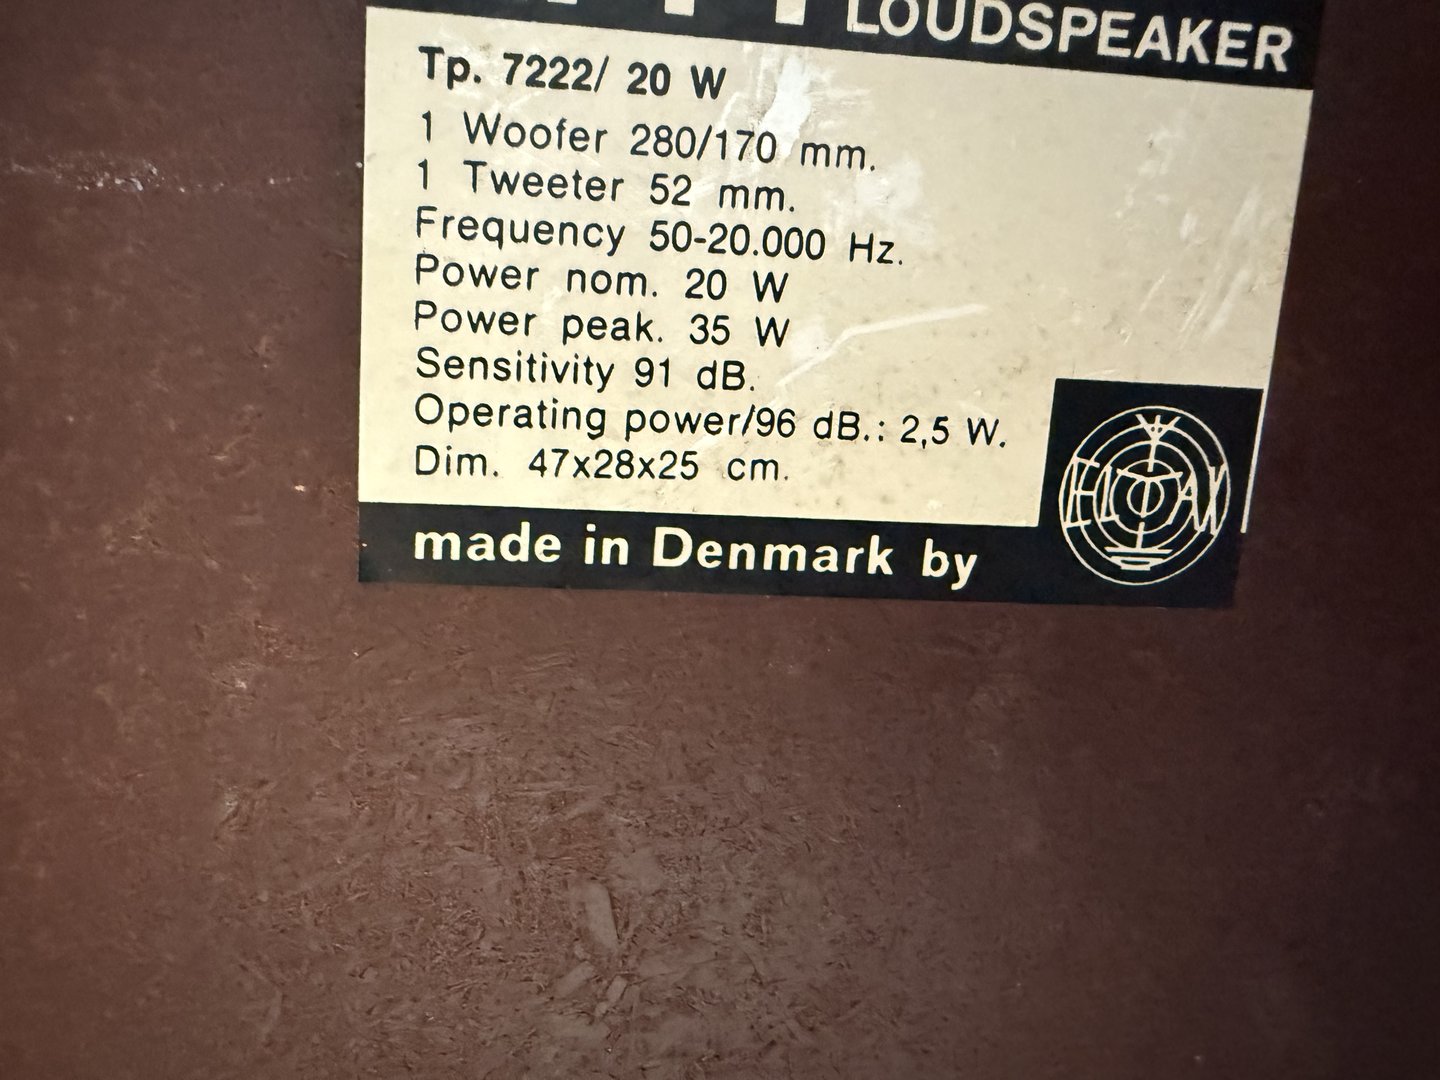 LOUDSPEAKER
Tp. 7222/ 20 W
1 Woofer 280/170 mm.
1 Tweeter 52 mm.
Frequency 50-20.000 Hz.
Power nom. 20 W
Power peak. 35 W
Sensitivity 91 dB.
Operating power/96 dB.: 2,5 W.
Dim. 47x28x25 cm.
made in Denmark by